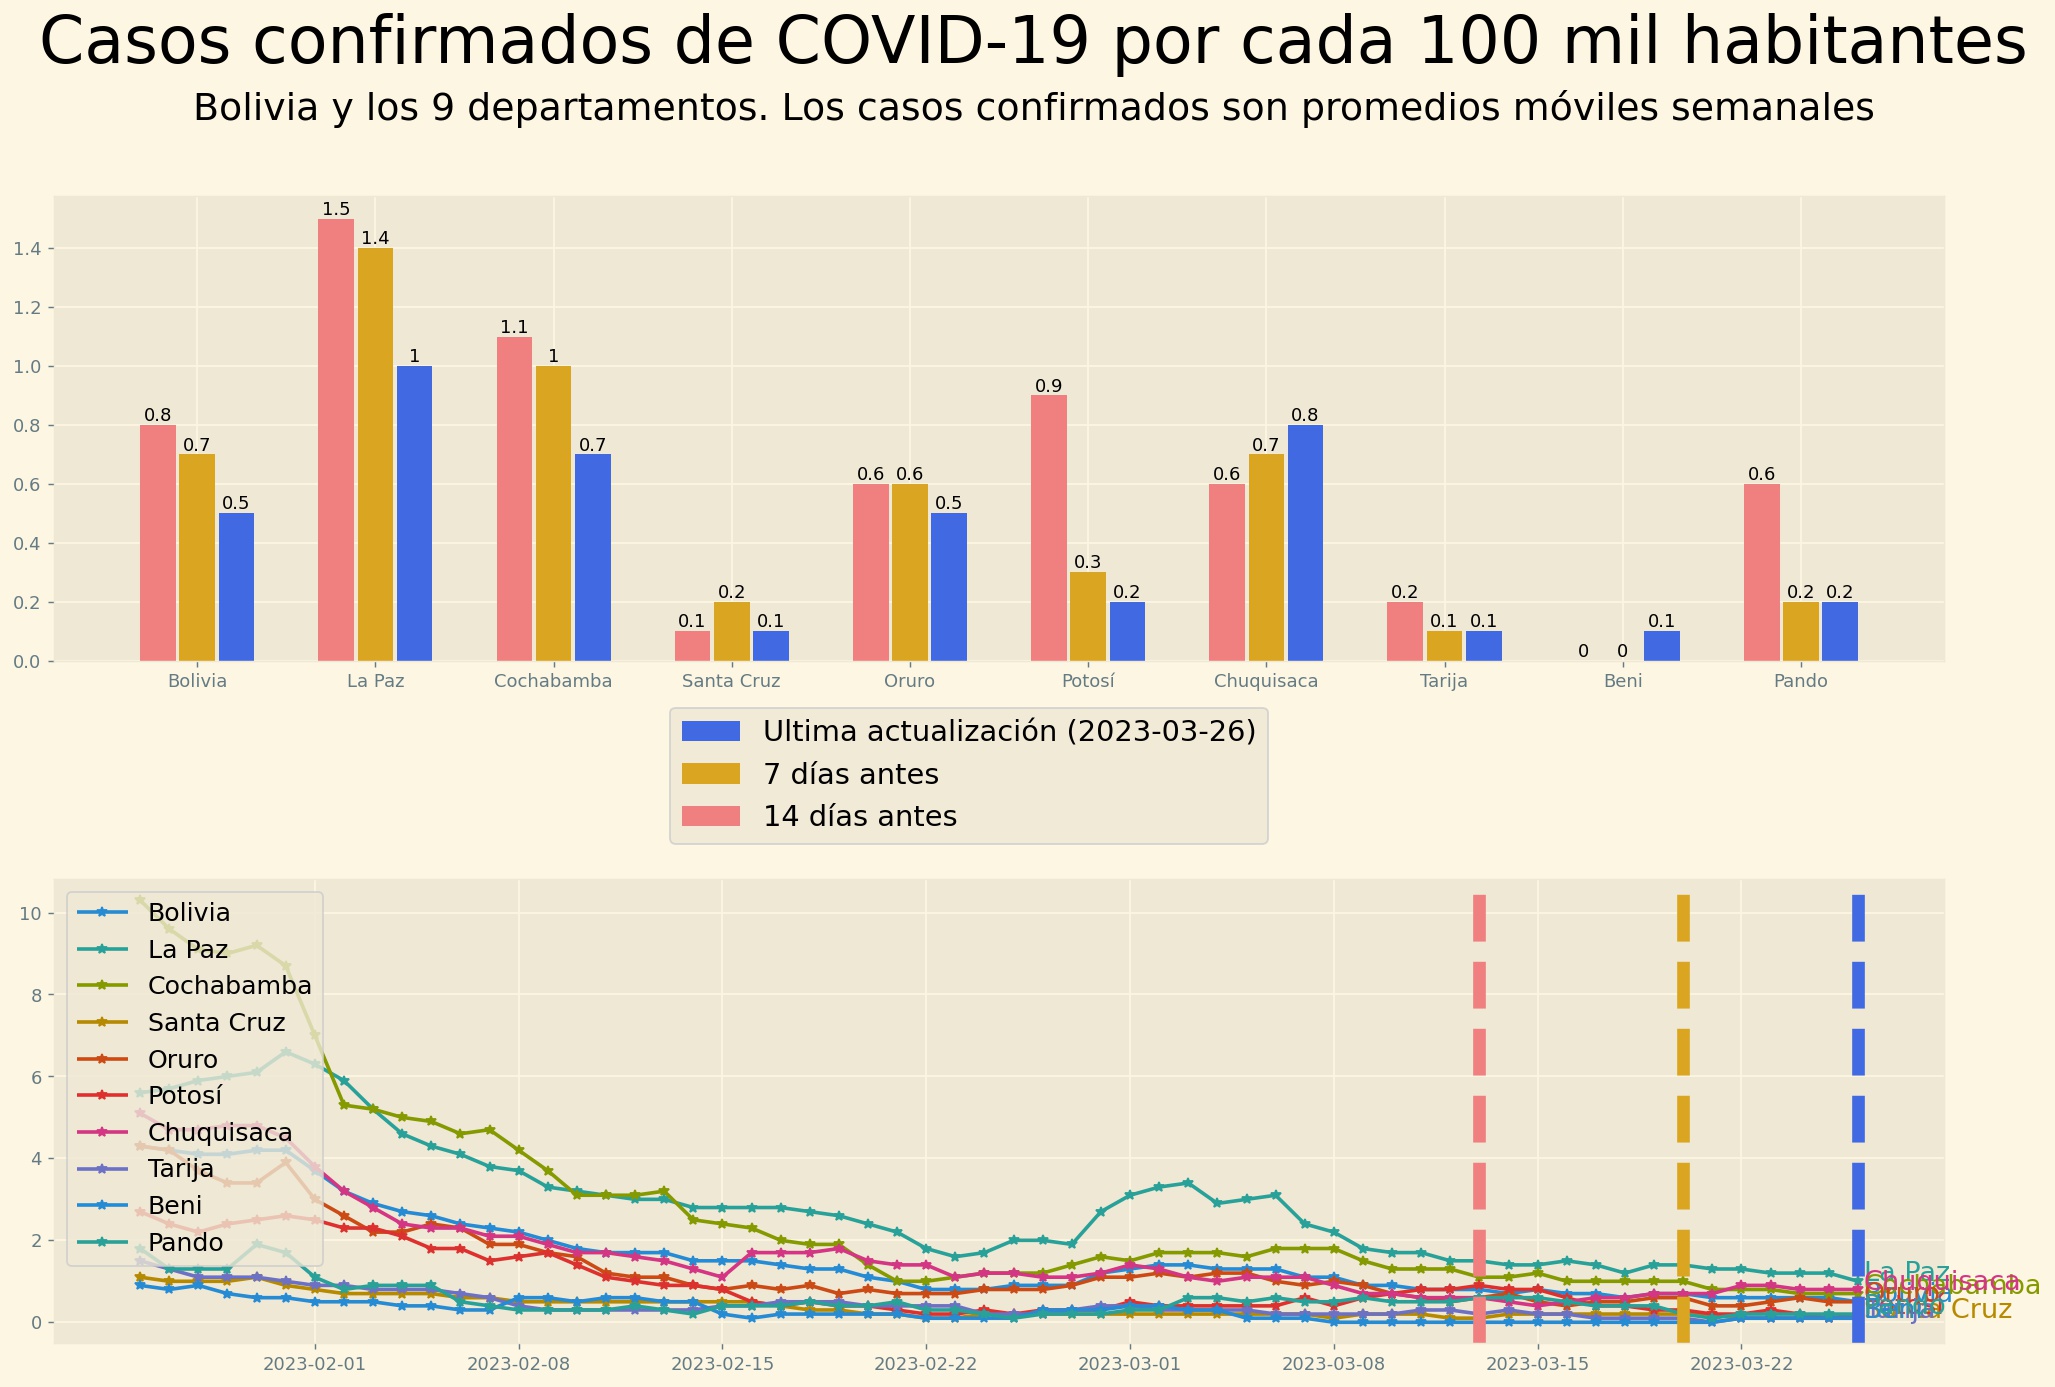 Casos confirmados de COVID-19 por cada 100 mil habitantes
Bolivia y los 9 departamentos. Los casos confirmados son promedios móviles semanales
1.4
1.2
1.0
0.8
0.6
0.4
0.2
0.0
0.8 0.7 0.5
1.5 1.4 1
1.1 1 0.7
0.1 0.2 0.1
0.6 0.6 0.5
0.9 0.3 0.2
0.6 0.7 0.8
0.2 0.1 0.1
0 0 0.1
0.6 0.2 0.2
Bolivia La Paz Cochabamba Santa Cruz Oruro Potosí Chuquisaca Tarija Beni Pando
Ultima actualización (2023-03-26)
7 días antes
14 días antes
10
8
6
4
2
0
Bolivia
La Paz
Cochabamba
Santa Cruz
Oruro
Potosí
Chuquisaca
Tarija
Beni
Pando
La Paz
Chuquisaca
2023-02-01 2023-02-08 2023-02-15 2023-02-22 2023-03-01 2023-03-08 2023-03-15 2023-03-22